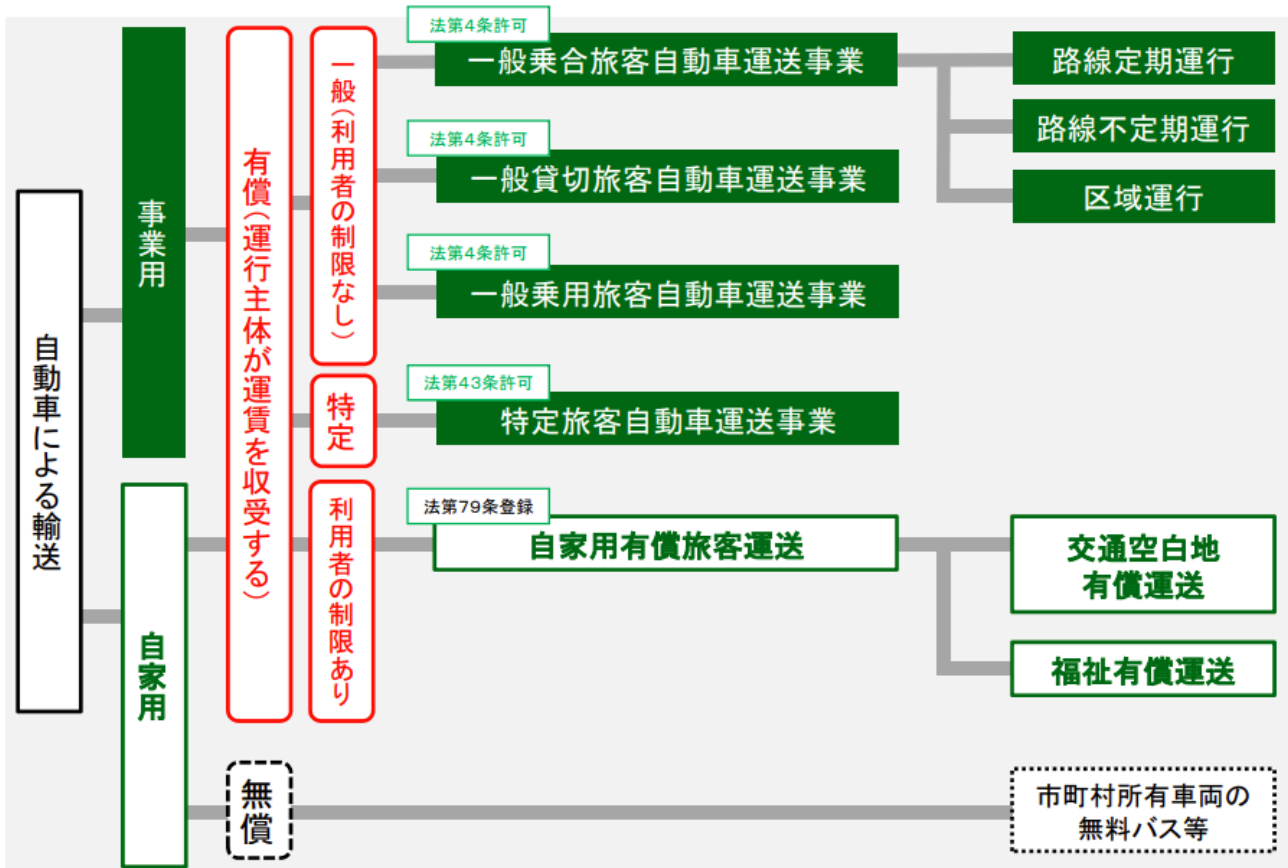 自動車による輸送
事業用
自家用
有償(運行主体が運賃を収受する)
無償
一般(利用者の制限なし)
特定
利用者の制限あり
法第4条許可
一般乗合旅客自動車運送事業
路線定期運行
路線不定期運行
区域運行
法第4条許可
一般貸切旅客自動車運送事業
法第4条許可
一般乗用旅客自動車運送事業
法第43条許可
特定旅客自動車運送事業
法第79条登録
自家用有償旅客運送
交通空白地
有償運送
福祉有償運送
市町村所有車両の
無料バス等